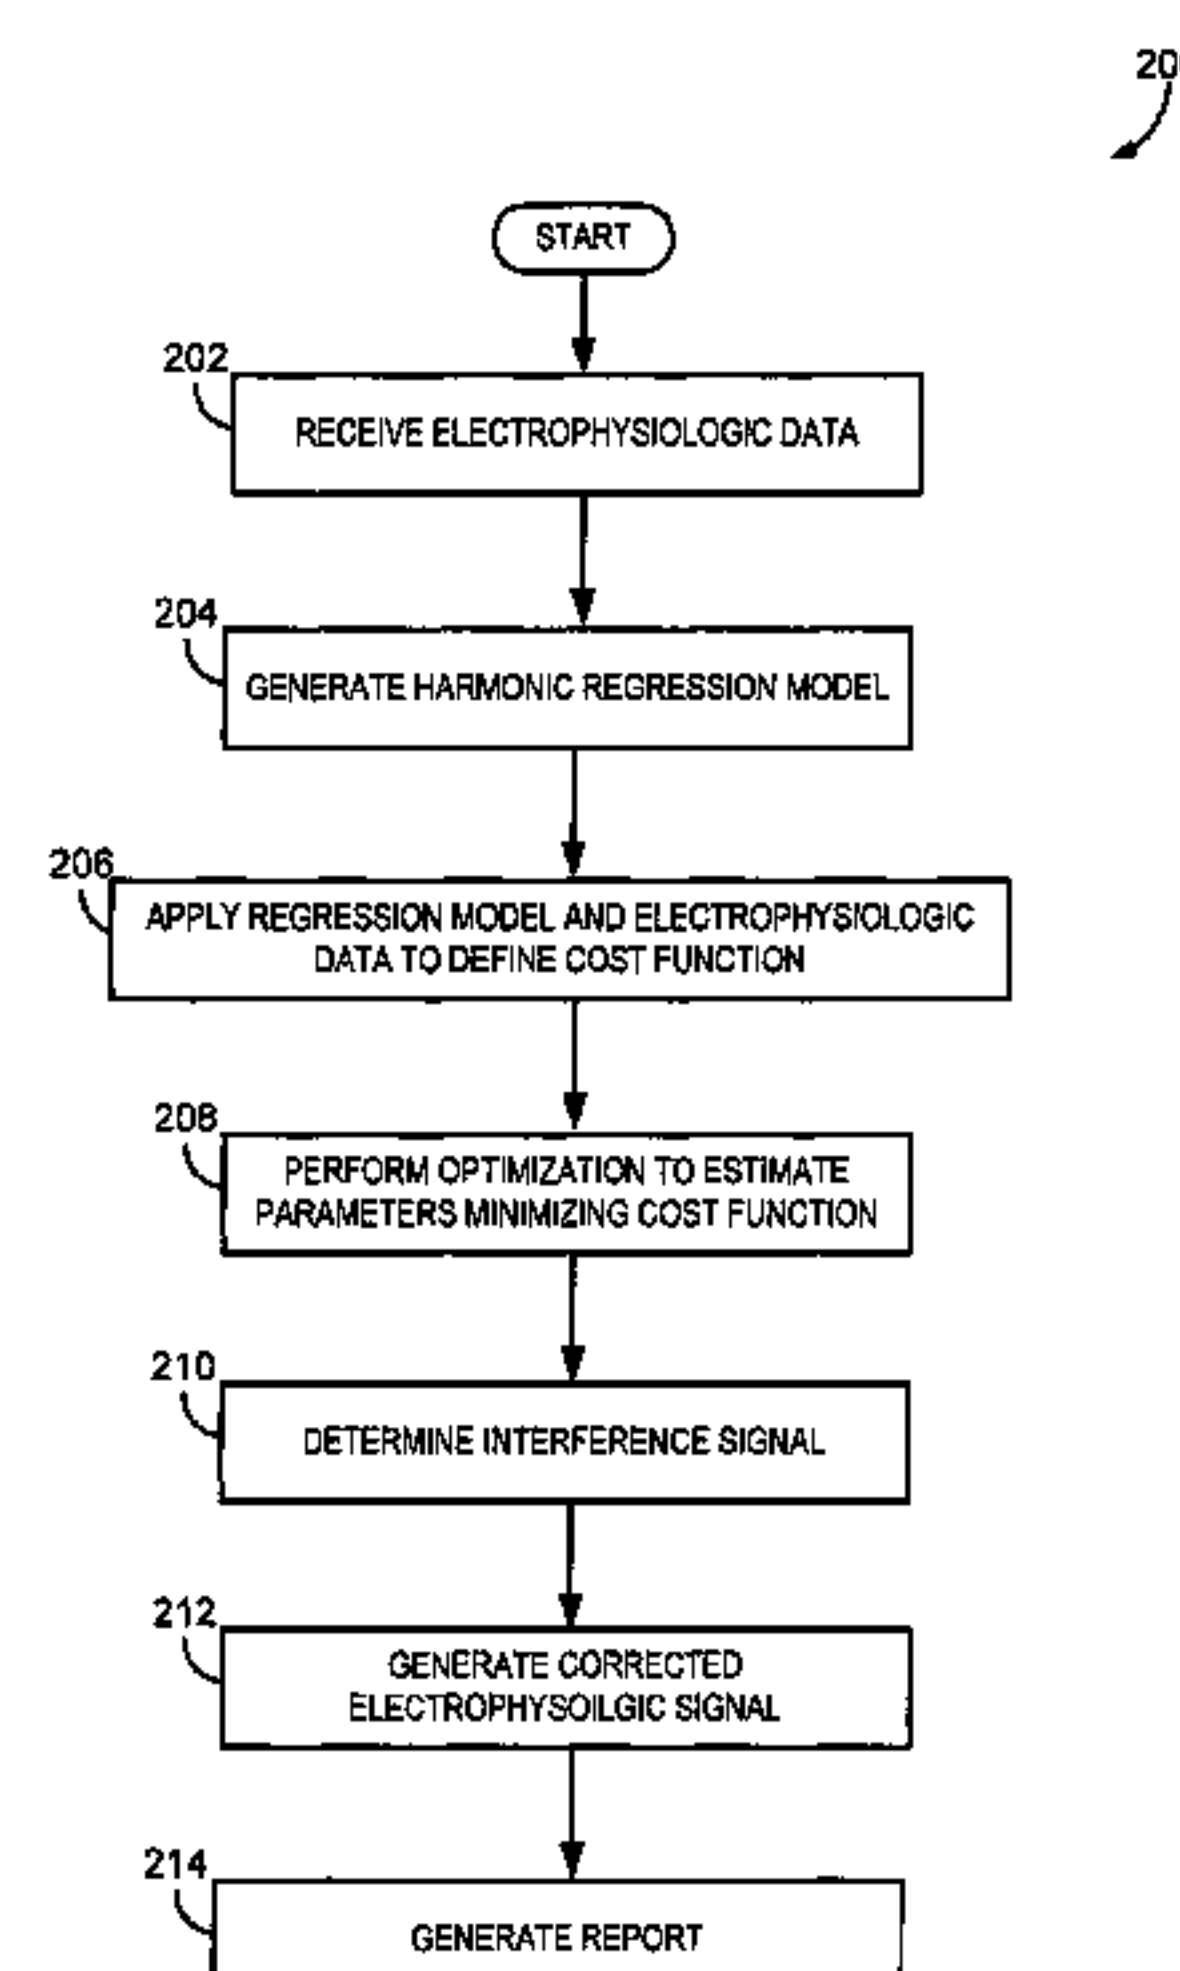 20
START
202
RECEIVE ELECTROPHYSIOLOGIC DATA
204
GENERATE HARMONIC REGRESSION MODEL
206
APPLY REGRESSION MODEL AND ELECTROPHYSIOLOGIC
DATA TO DEFINE COST FUNCTION
208
PERFORM OPTIMIZATION TO ESTIMATE
PARAMETERS MINIMIZING COST FUNCTION
210
DETERMINE INTERFERENCE SIGNAL
212
GENERATE CORRECTED
ELECTROPHYSOILGIC SIGNAL
214
GENERATE REPORT